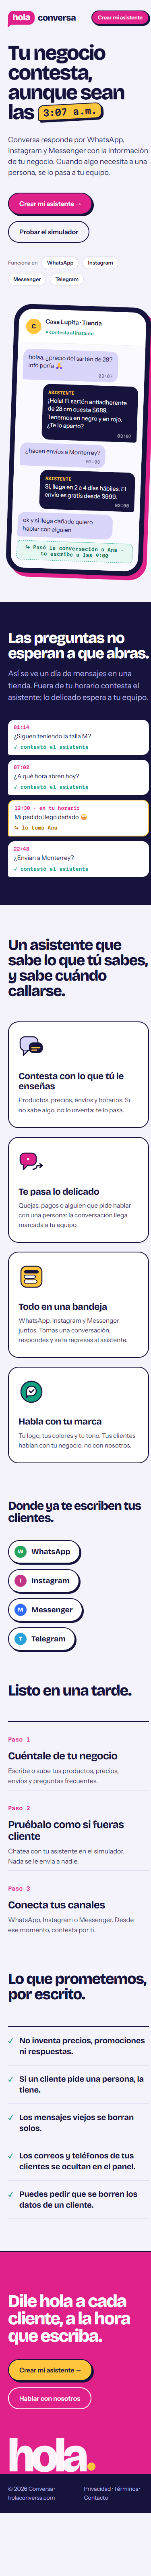 hola conversa
Crear mi asistente
Tu negocio
contesta,
aunque sean
las 3:07 a.m.
Conversa responde por WhatsApp,
Instagram y Messenger con la información
de tu negocio. Cuando algo necesita a una
persona, se lo pasa a tu equipo.
Crear mi asistente →
Probar el simulador
Funciona en WhatsApp Instagram
Messenger Telegram
C
Casa Lupita · Tienda
● contesta al instante
holaa, ¿precio del sartén de 28?
info porfa 🙏
03:07
ASISTENTE
¡Hola! El sartén antiadherente
de 28 cm cuesta $689.
Tenemos en negro y en rojo.
¿Te lo aparto?
03:07
¿hacen envíos a Monterrey?
03:08
ASISTENTE
Sí, llega en 2 a 4 días hábiles. El
envío es gratis desde $999.
03:08
ok y si llega dañado quiero
hablar con alguien
↪ Pasé la conversación a Ana ·
te escribe a las 9:00
Las preguntas no
esperan a que abras.
Así se ve un día de mensajes en una
tienda. Fuera de tu horario contesta el
asistente; lo delicado espera a tu equipo.
01:14
¿Siguen teniendo la talla M?
✓ contestó el asistente
07:02
¿A qué hora abren hoy?
✓ contestó el asistente
12:30 · en tu horario
Mi pedido llegó dañado 😡
↪ lo tomó Ana
22:48
¿Envían a Monterrey?
✓ contestó el asistente
Un asistente que
sabe lo que tú sabes,
y sabe cuándo
callarse.
Contesta con lo que tú le
enseñas
Productos, precios, envíos y horarios. Si
no sabe algo, no lo inventa: te lo pasa.
Te pasa lo delicado
Quejas, pagos o alguien que pide hablar
con una persona: la conversación llega
marcada a tu equipo.
Todo en una bandeja
WhatsApp, Instagram y Messenger
juntos. Tomas una conversación,
respondes y se la regresas al asistente.
Habla con tu marca
Tu logo, tus colores y tu tono. Tus clientes
hablan con tu negocio, no con nosotros.
Donde ya te escriben tus
clientes.
W WhatsApp
I Instagram
M Messenger
T Telegram
Listo en una tarde.
Paso 1
Cuéntale de tu negocio
Escribe o sube tus productos, precios,
envíos y preguntas frecuentes.
Paso 2
Pruébalo como si fueras
cliente
Chatea con tu asistente en el simulador.
Nada se le envía a nadie.
Paso 3
Conecta tus canales
WhatsApp, Instagram o Messenger. Desde
ese momento, contesta por ti.
Lo que prometemos,
por escrito.
✓ No inventa precios, promociones
ni respuestas.
✓ Si un cliente pide una persona, la
tiene.
✓ Los mensajes viejos se borran
solos.
✓ Los correos y teléfonos de tus
clientes se ocultan en el panel.
✓ Puedes pedir que se borren los
datos de un cliente.
Dile hola a cada
cliente, a la hora
que escriba.
Crear mi asistente →
Hablar con nosotros
hola.
© 2026 Conversa ·
holaconversa.com
Privacidad · Términos ·
Contacto